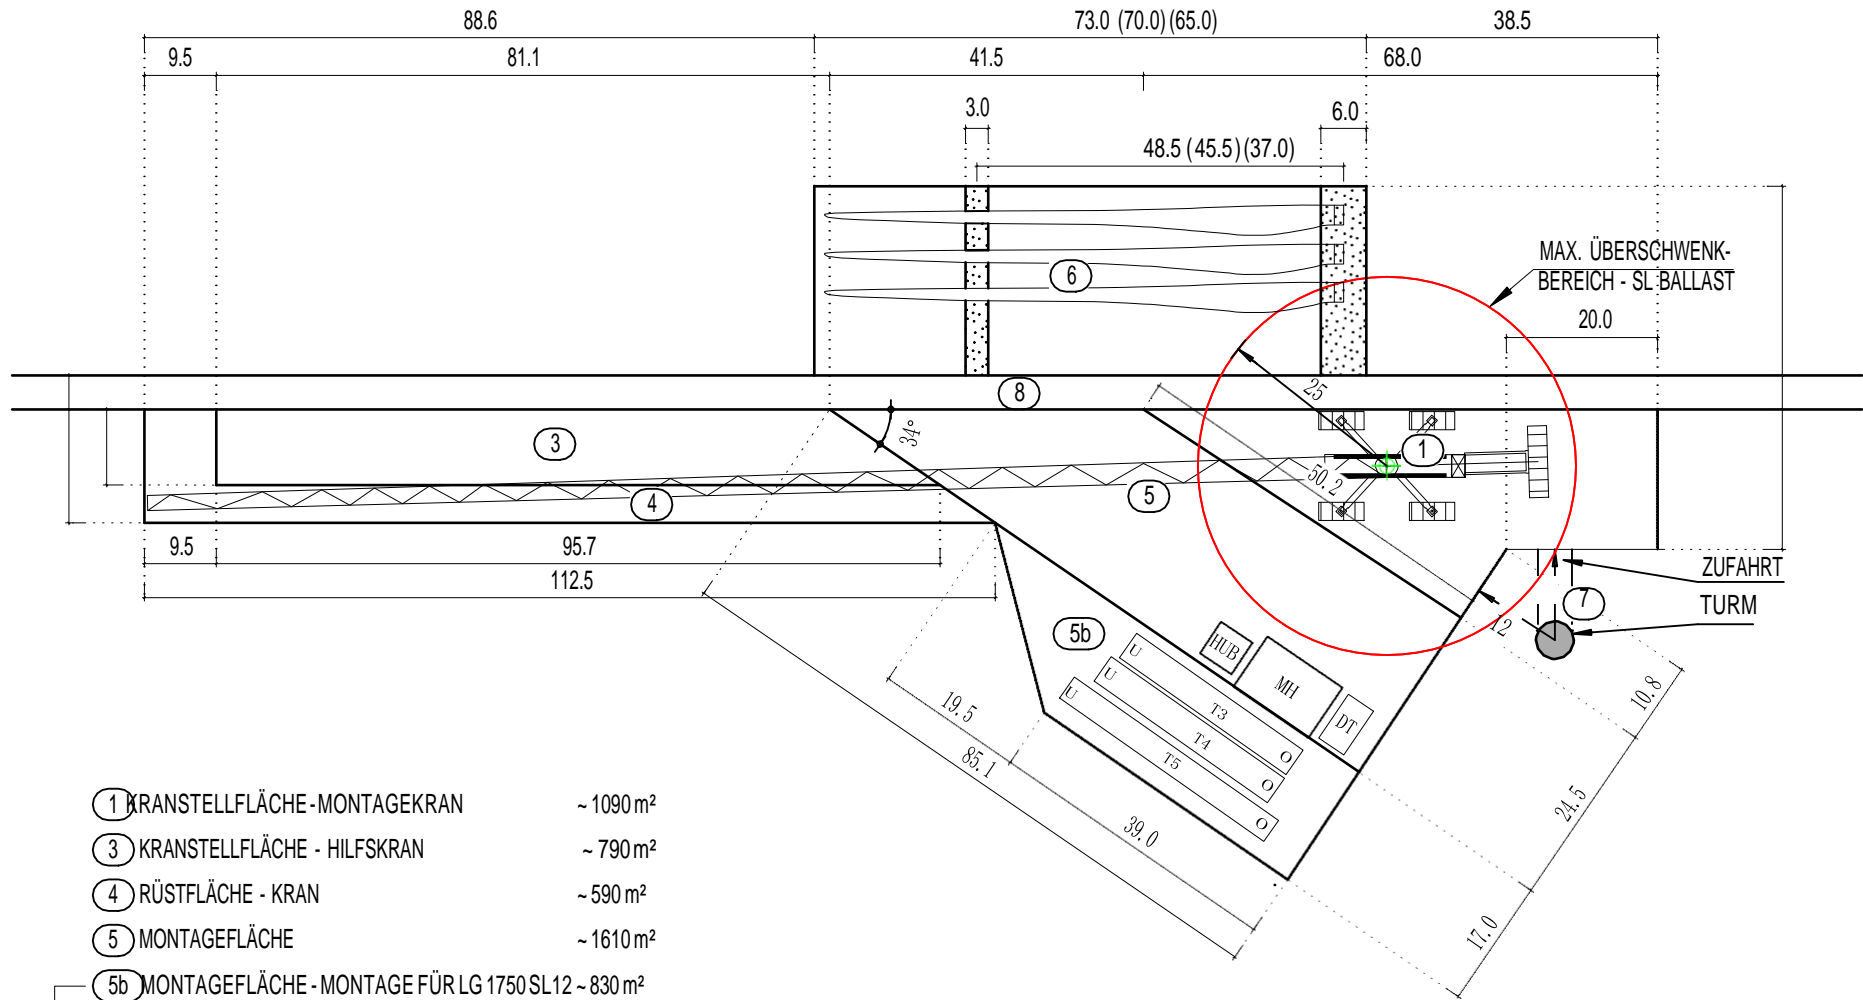 88.6 73.0 (70.0) (65.0) 38.5
9.5 81.1 41.5 68.0
3.0 6.0
48.5 (45.5) (37.0)
MAX. ÜBERSCHWENK-
BEREICH - SL BALLAST
20.0
6
25
8
34°
3
1
50.2
4
5
9.5 95.7
112.5
ZUFAHRT
7
TURM
12
5b
HUB
MH
DT
U
U
U
T3
T4
T5
O
O
O
19.5
85.1
39.0
10.8
24.5
17.0
1 KRANSTELLFLÄCHE - MONTAGEKRAN ~ 1090 m²
3 KRANSTELLFLÄCHE - HILFSKRAN ~ 790 m²
4 RÜSTFLÄCHE - KRAN ~ 590 m²
5 MONTAGEFLÄCHE ~ 1610 m²
5b MONTAGEFLÄCHE - MONTAGE FÜR LG 1750 SL12 ~ 830 m²